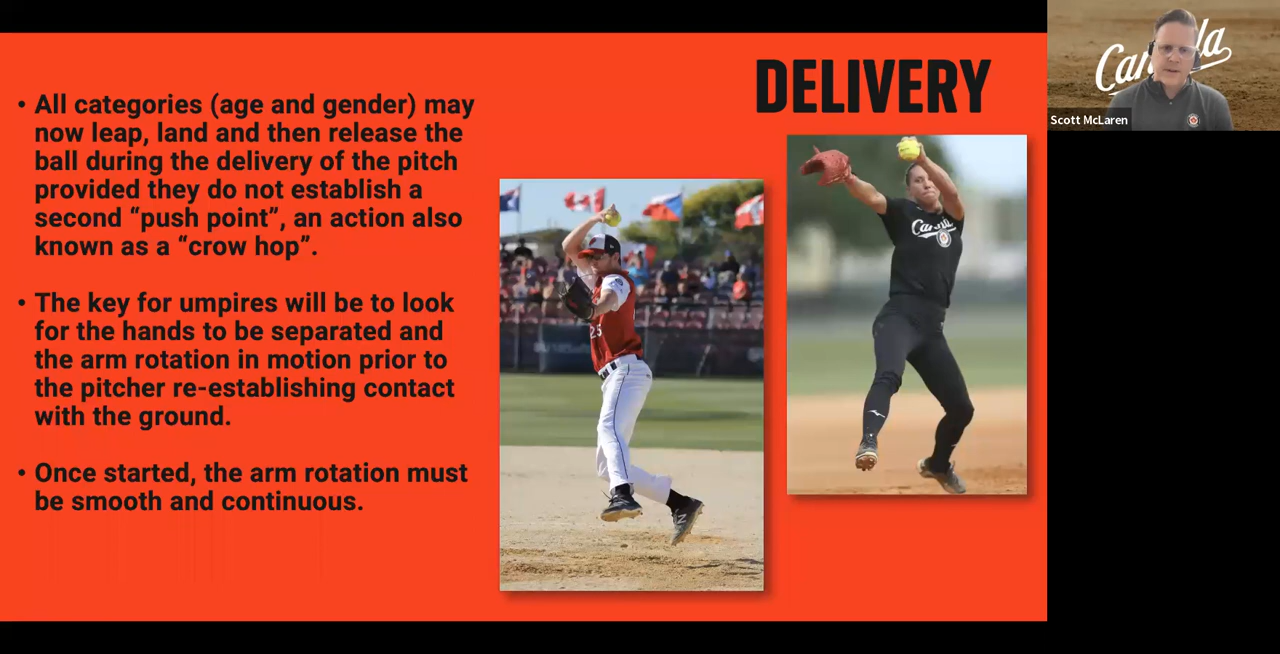 DELIVERY
• All categories (age and gender) may
now leap, land and then release the
ball during the delivery of the pitch
provided they do not establish a
second “push point”, an action also
known as a “crow hop”.
• The key for umpires will be to look
for the hands to be separated and
the arm rotation in motion prior to
the pitcher re-establishing contact
with the ground.
• Once started, the arm rotation must
be smooth and continuous.
Scott McLaren